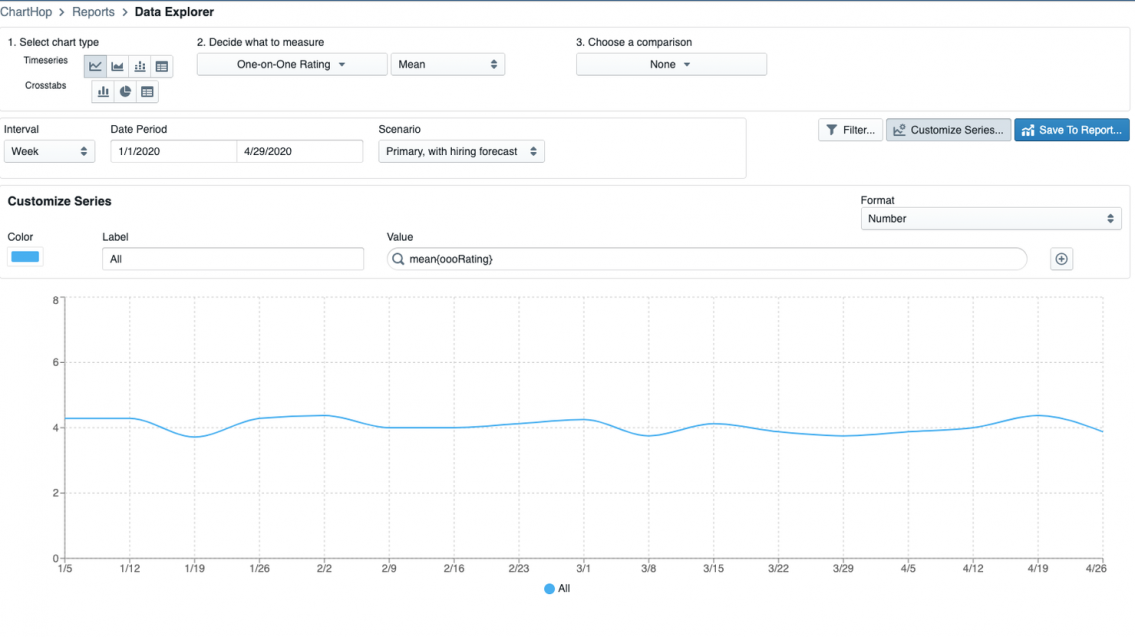 ChartHop > Reports > Data Explorer
1. Select chart type
Timeseries
Crosstabs
2. Decide what to measure
One-on-One Rating
Mean
3. Choose a comparison
None
Interval
Week
Date Period
1/1/2020
4/29/2020
Scenario
Primary, with hiring forecast
Filter...
Customize Series...
Save To Report...
Customize Series
Format
Number
Color
Label
All
Value
mean{oooRating}
8
6
4
2
0
1/5 1/12 1/19 1/26 2/2 2/9 2/16 2/23 3/1 3/8 3/15 3/22 3/29 4/5 4/12 4/19 4/26
All